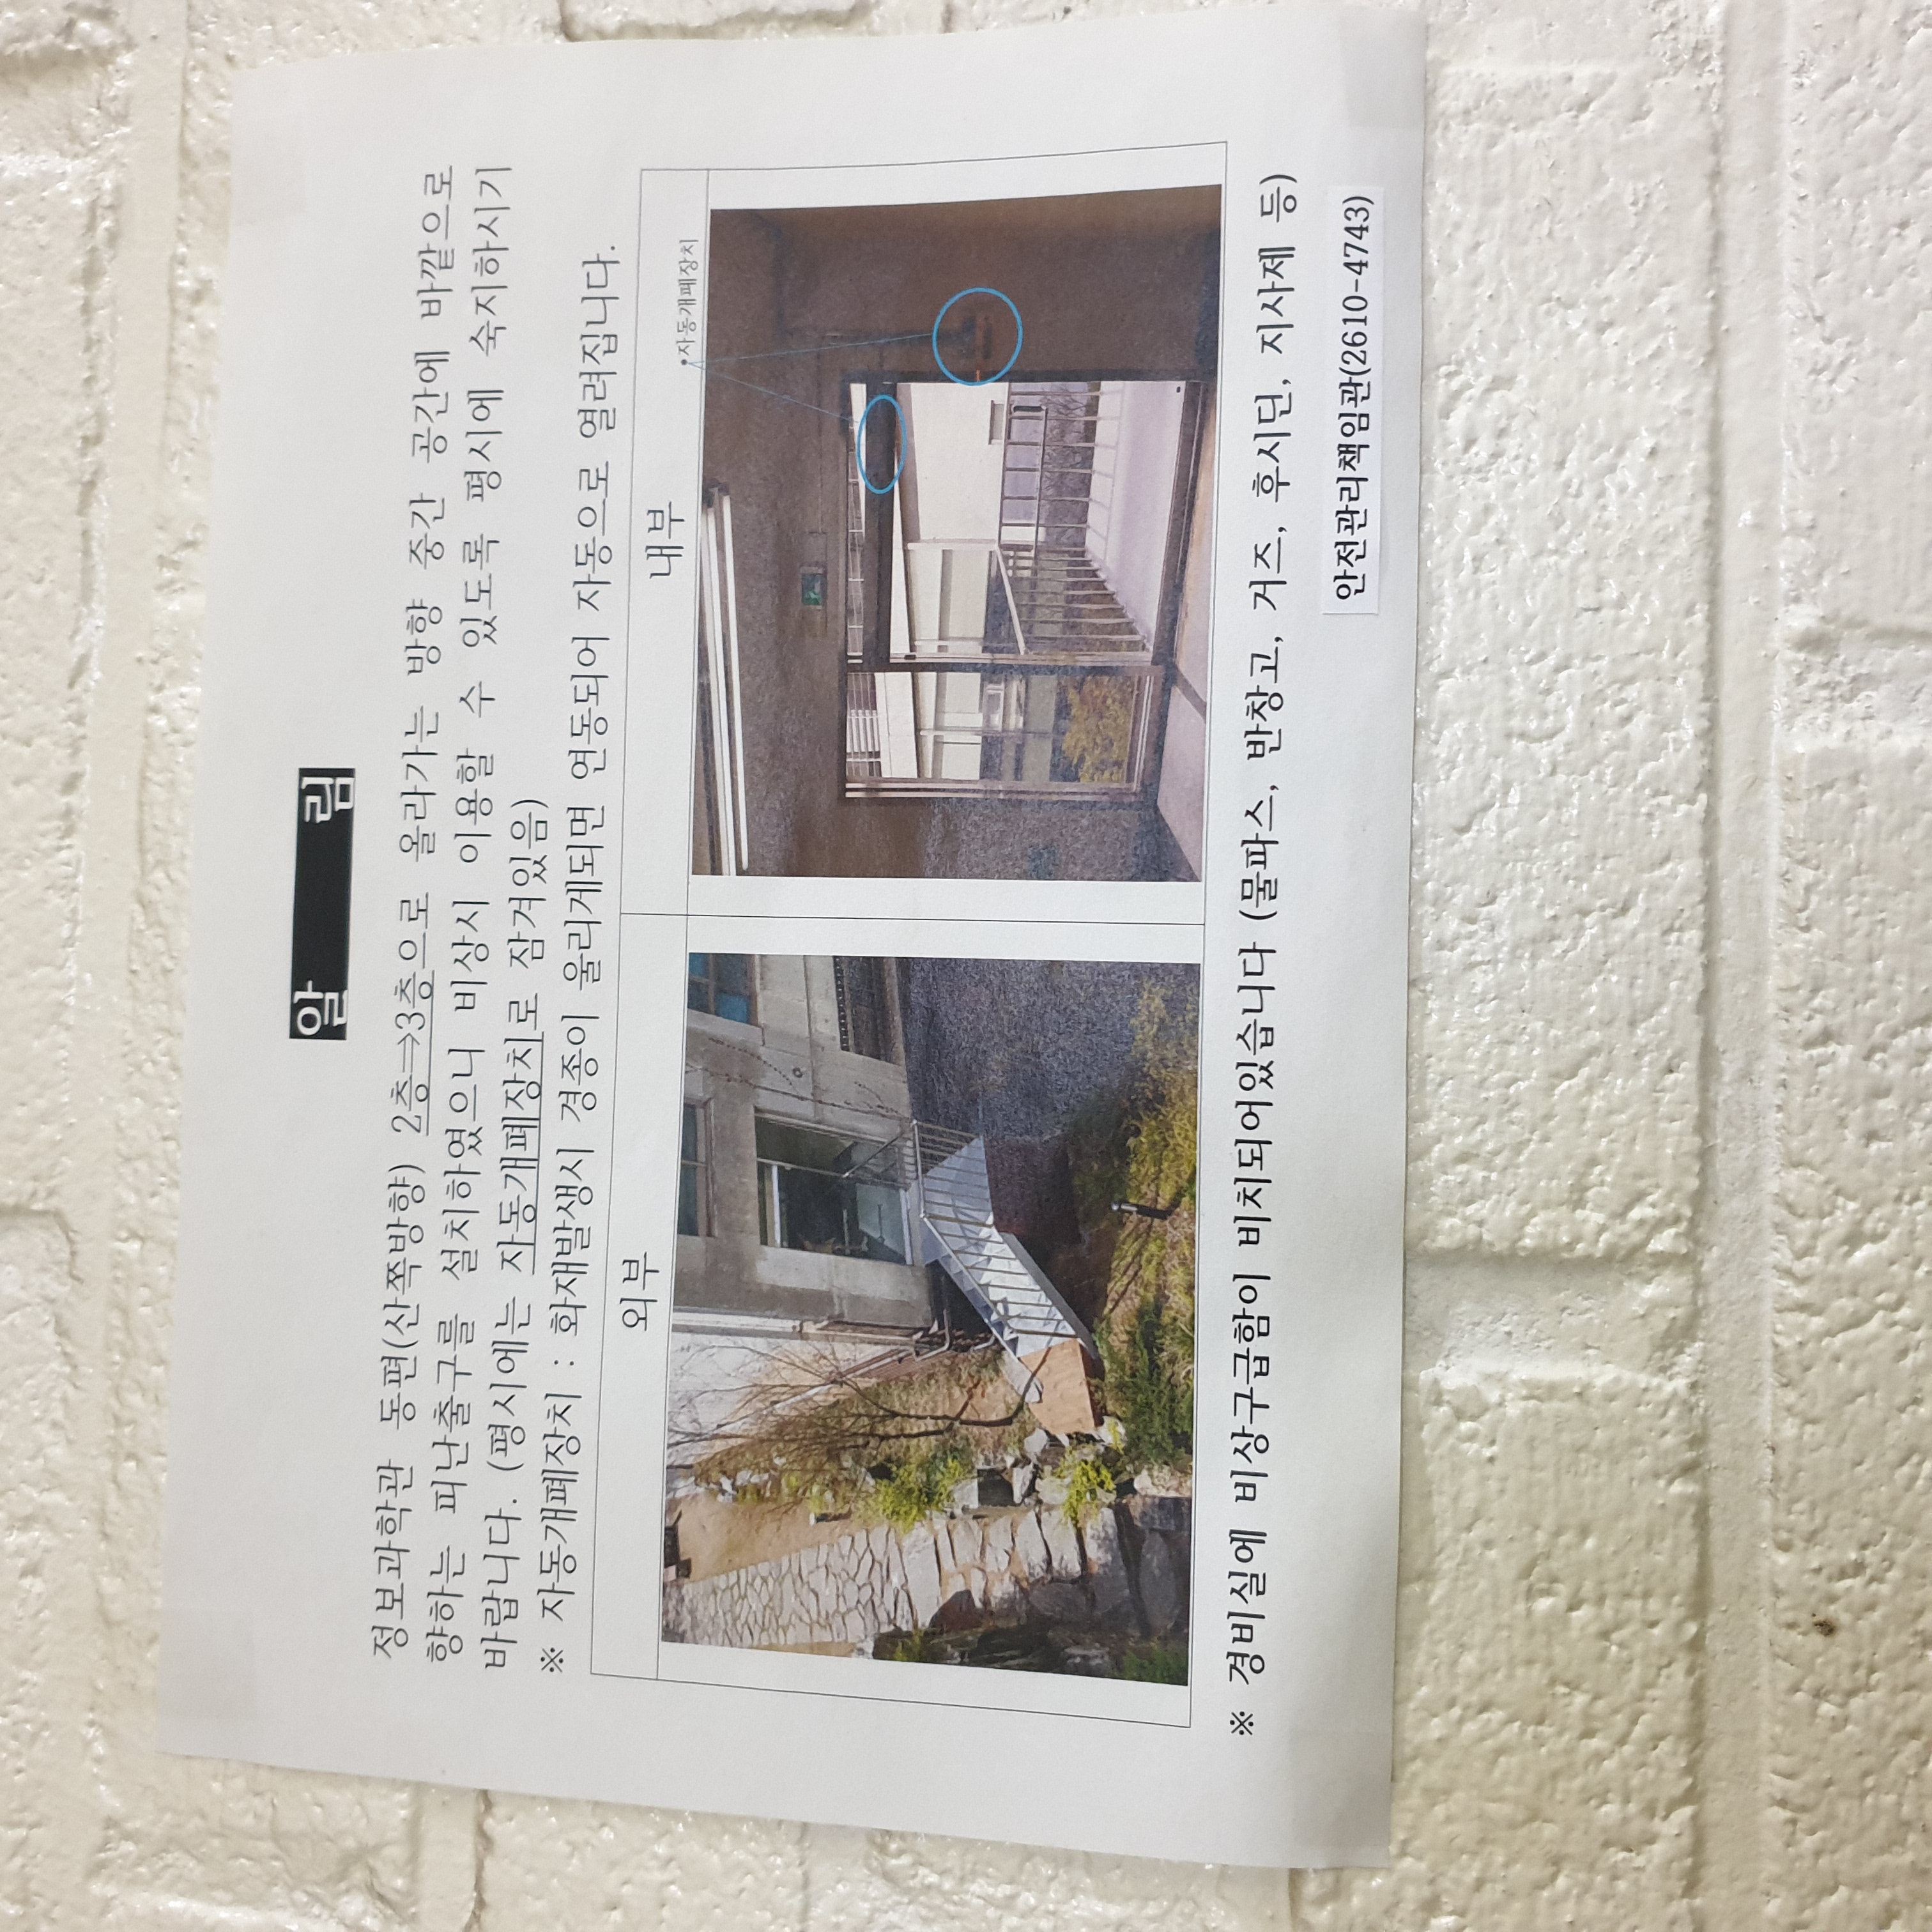 알 림
정보과학관 동편(산쪽방향) 2층⇒3층으로 올라가는 방향 중간 공간에 바깥으로
향하는 피난출구를 설치하였으니 비상시 이용할 수 있도록 평시에 숙지하시기
바랍니다. (평시에는 자동개폐장치로 잠겨있음)
※ 자동개폐장치 : 화재발생시 경종이 울리게되면 연동되어 자동으로 열려집니다.
외부
내부
•자동개폐장치
※ 경비실에 비상구급함이 비치되어있습니다 (물파스, 반창고, 거즈, 후시딘, 지사제 등)
안전관리책임관(2610-4743)